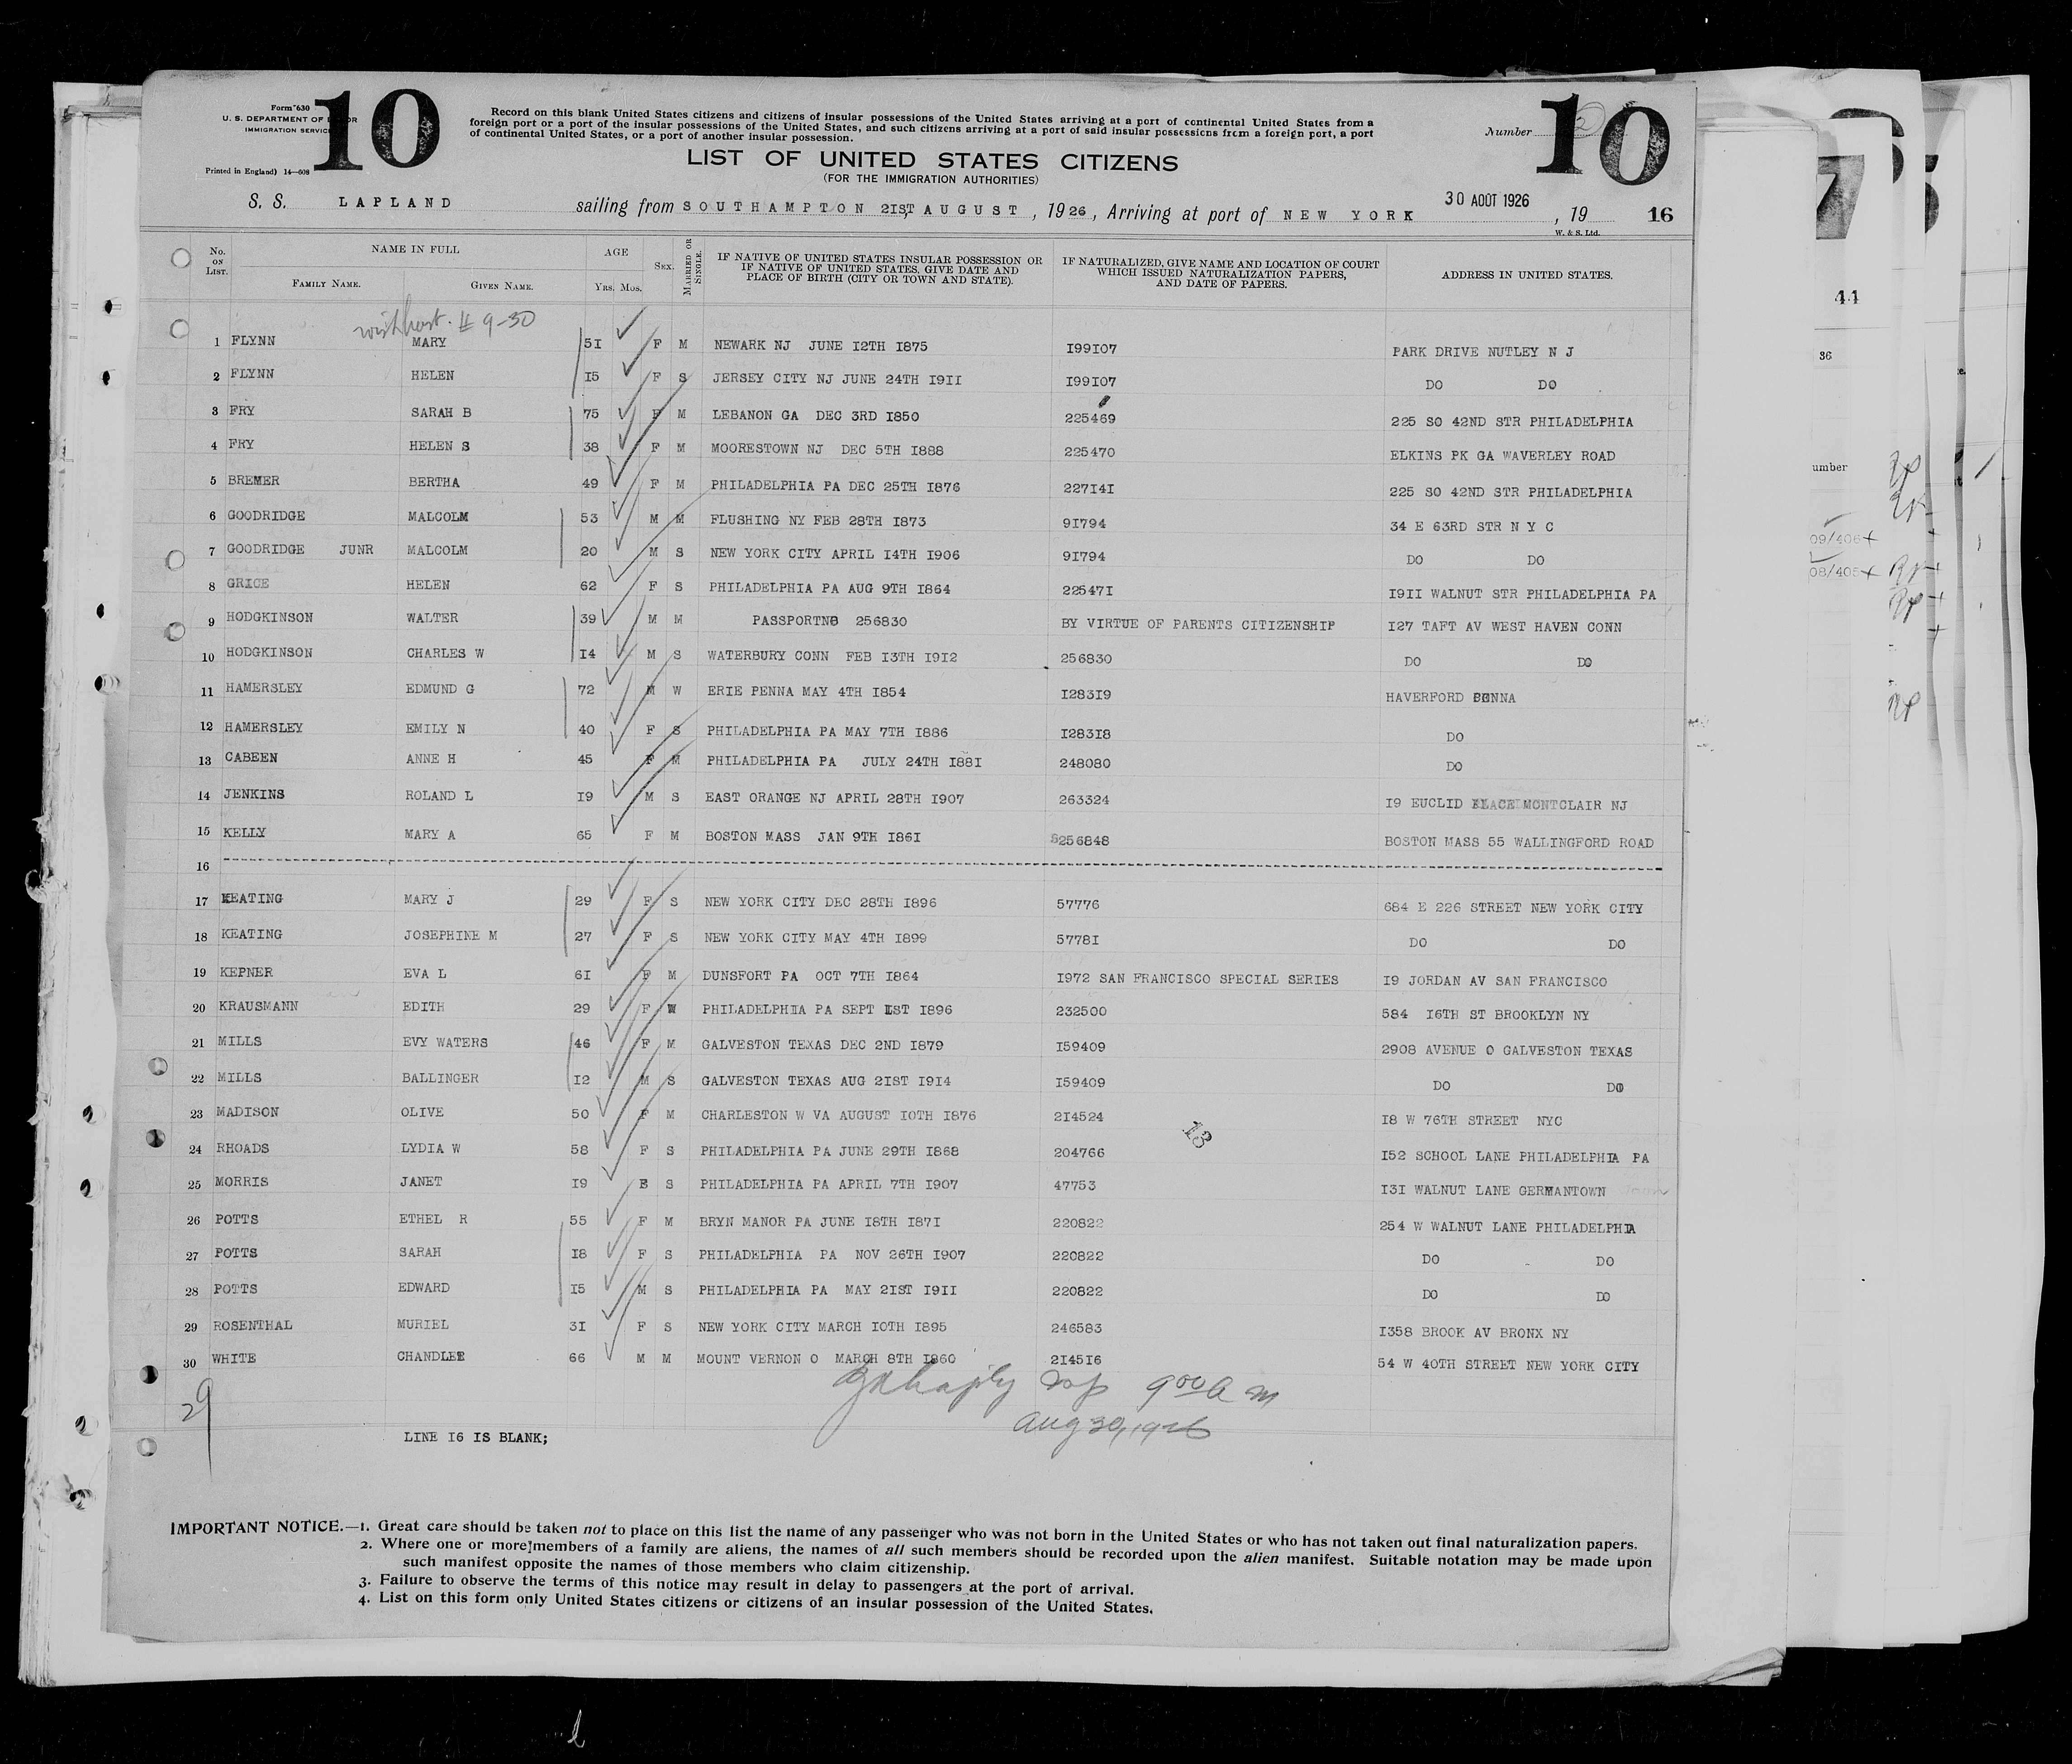 Form 630
U. S. DEPARTMENT OF LABOR
IMMIGRATION SERVICE
Printed in England) 14—608
10
Record on this blank United States citizens and citizens of insular possessions of the United States arriving at a port of continental United States from a
foreign port or a port of the insular possessions of the United States, and such citizens arriving at a port of said insular possessions from a foreign port, a port
of continental United States, or a port of another insular possession.
Number 10
LIST OF UNITED STATES CITIZENS
(FOR THE IMMIGRATION AUTHORITIES)
S. S. LAPLAND sailing from SOUTHAMPTON 21ST AUGUST, 1926, Arriving at port of NEW YORK 30 AOUT 1926, 19 16
W. & S. Ltd.
No. ON LIST. NAME IN FULL FAMILY NAME. GIVEN NAME. AGE Yrs. Mos. SEX. MARRIED OR SINGLE. IF NATIVE OF UNITED STATES INSULAR POSSESSION OR IF NATIVE OF UNITED STATES, GIVE DATE AND PLACE OF BIRTH (CITY OR TOWN AND STATE). IF NATURALIZED, GIVE NAME AND LOCATION OF COURT WHICH ISSUED NATURALIZATION PAPERS, AND DATE OF PAPERS. ADDRESS IN UNITED STATES.
# 9-30
1 FLYNN MARY 51 F M NEWARK NJ JUNE 12TH 1875 199107 PARK DRIVE NUTLEY N J
2 FLYNN HELEN 15 F S JERSEY CITY NJ JUNE 24TH 1911 199107 DO DO
3 FRY SARAH B 75 F M LEBANON GA DEC 3RD 1850 225469 225 SO 42ND STR PHILADELPHIA
4 FRY HELEN S 38 F M MOORESTOWN NJ DEC 5TH 1888 225470 ELKINS PK GA WAVERLEY ROAD
5 BREMER BERTHA 49 F M PHILADELPHIA PA DEC 25TH 1876 227141 225 SO 42ND STR PHILADELPHIA
6 GOODRIDGE MALCOLM 53 M M FLUSHING NY FEB 28TH 1873 91794 34 E 63RD STR N Y C
7 GOODRIDGE JUNR MALCOLM 20 M S NEW YORK CITY APRIL 14TH 1906 91794 DO DO
8 GRICE HELEN 62 F S PHILADELPHIA PA AUG 9TH 1864 225471 1911 WALNUT STR PHILADELPHIA PA
9 HODGKINSON WALTER 39 M M PASSPORTNO 256830 BY VIRTUE OF PARENTS CITIZENSHIP 127 TAFT AV WEST HAVEN CONN
10 HODGKINSON CHARLES W 14 M S WATERBURY CONN FEB 13TH 1912 256830 DO DO
11 HAMERSLEY EDMUND G 72 M W ERIE PENNA MAY 4TH 1854 128319 HAVERFORD PENNA
12 HAMERSLEY EMILY N 40 F S PHILADELPHIA PA MAY 7TH 1886 128318 DO
13 CABEEN ANNE H 45 F M PHILADELPHIA PA JULY 24TH 1881 248080 DO
14 JENKINS ROLAND L 19 M S EAST ORANGE NJ APRIL 28TH 1907 263324 19 EUCLID PLACE MONTCLAIR NJ
15 KELLY MARY A 65 F M BOSTON MASS JAN 9TH 1861 256848 BOSTON MASS 55 WALLINGFORD ROAD
16
17 KEATING MARY J 29 F S NEW YORK CITY DEC 28TH 1896 57776 684 E 226 STREET NEW YORK CITY
18 KEATING JOSEPHINE M 27 F S NEW YORK CITY MAY 4TH 1899 57781 DO DO
19 KEPNER EVA L 61 F M DUNSFORT PA OCT 7TH 1864 1972 SAN FRANCISCO SPECIAL SERIES 19 JORDAN AV SAN FRANCISCO
20 KRAUSMANN EDITH 29 F W PHILADELPHIA PA SEPT 1ST 1896 232500 584 16TH ST BROOKLYN NY
21 MILLS EVY WATERS 46 F M GALVESTON TEXAS DEC 2ND 1879 159409 2908 AVENUE O GALVESTON TEXAS
22 MILLS BALLINGER 12 M S GALVESTON TEXAS AUG 21ST 1914 159409 DO DO
23 MADISON OLIVE 50 F M CHARLESTON W VA AUGUST 10TH 1876 214524 18 W 76TH STREET NYC
13
24 RHOADS LYDIA W 58 F S PHILADELPHIA PA JUNE 29TH 1868 204766 152 SCHOOL LANE PHILADELPHIA PA
25 MORRIS JANET 19 S PHILADELPHIA PA APRIL 7TH 1907 47753 131 WALNUT LANE GERMANTOWN
26 POTTS ETHEL R 55 F M BRYN MANOR PA JUNE 18TH 1871 220822 254 W WALNUT LANE PHILADELPHIA
27 POTTS SARAH 18 F S PHILADELPHIA PA NOV 26TH 1907 220822 DO DO
28 POTTS EDWARD 15 M S PHILADELPHIA PA MAY 21ST 1911 220822 DO DO
29 ROSENTHAL MURIEL 31 F S NEW YORK CITY MARCH 10TH 1895 246583 1358 BROOK AV BRONX NY
30 WHITE CHANDLER 66 M M MOUNT VERNON O MARCH 8TH 1860 214516 54 W 40TH STREET NEW YORK CITY
9 00 a m
29
Aug 30, 1926
LINE 16 IS BLANK;
IMPORTANT NOTICE.—1. Great care should be taken not to place on this list the name of any passenger who was not born in the United States or who has not taken out final naturalization papers.
2. Where one or more members of a family are aliens, the names of all such members should be recorded upon the alien manifest. Suitable notation may be made upon
such manifest opposite the names of those members who claim citizenship.
3. Failure to observe the terms of this notice may result in delay to passengers at the port of arrival.
4. List on this form only United States citizens or citizens of an insular possession of the United States.
44
36
umber
09/406
08/405